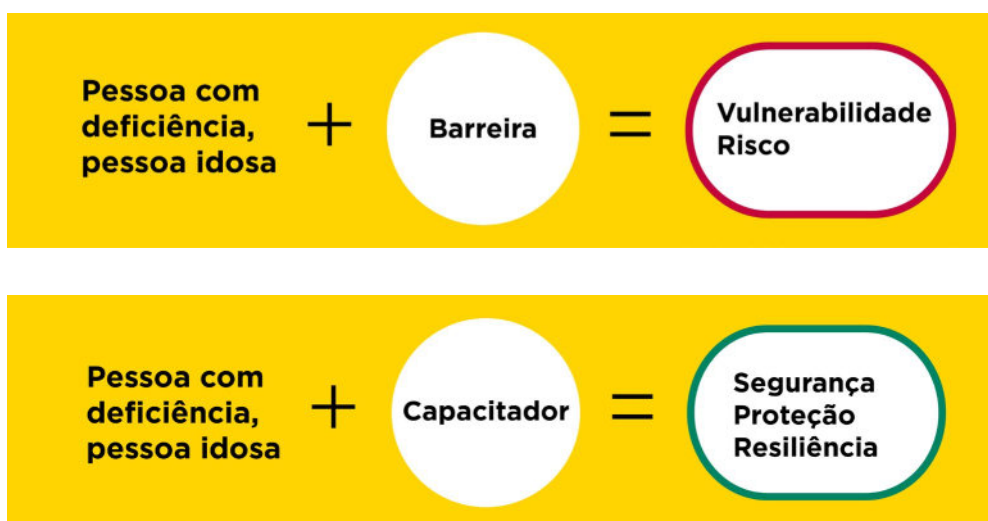 Pessoa com
deficiência,
pessoa idosa
+
Barreira
=
Vulnerabilidade
Risco
Pessoa com
deficiência,
pessoa idosa
+
Capacitador
=
Segurança
Proteção
Resiliência